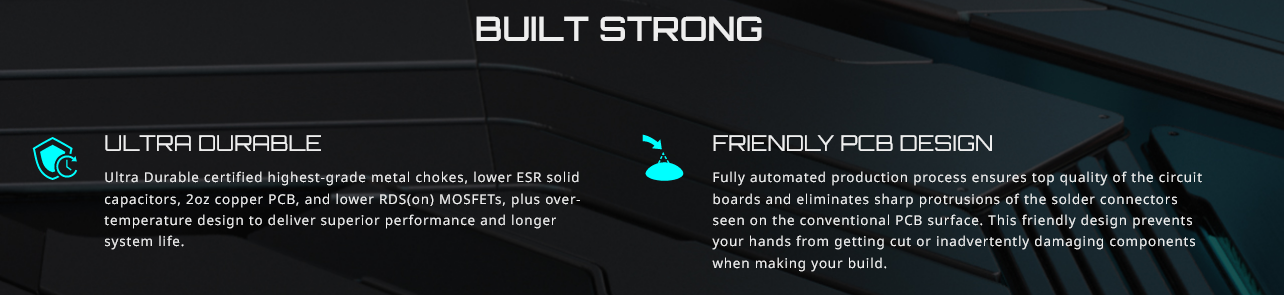 BUILT STRONG
ULTRA DURABLE
Ultra Durable certified highest-grade metal chokes, lower ESR solid
capacitors, 2oz copper PCB, and lower RDS(on) MOSFETs, plus over-
temperature design to deliver superior performance and longer
system life.
FRIENDLY PCB DESIGN
Fully automated production process ensures top quality of the circuit
boards and eliminates sharp protrusions of the solder connectors
seen on the conventional PCB surface. This friendly design prevents
your hands from getting cut or inadvertently damaging components
when making your build.